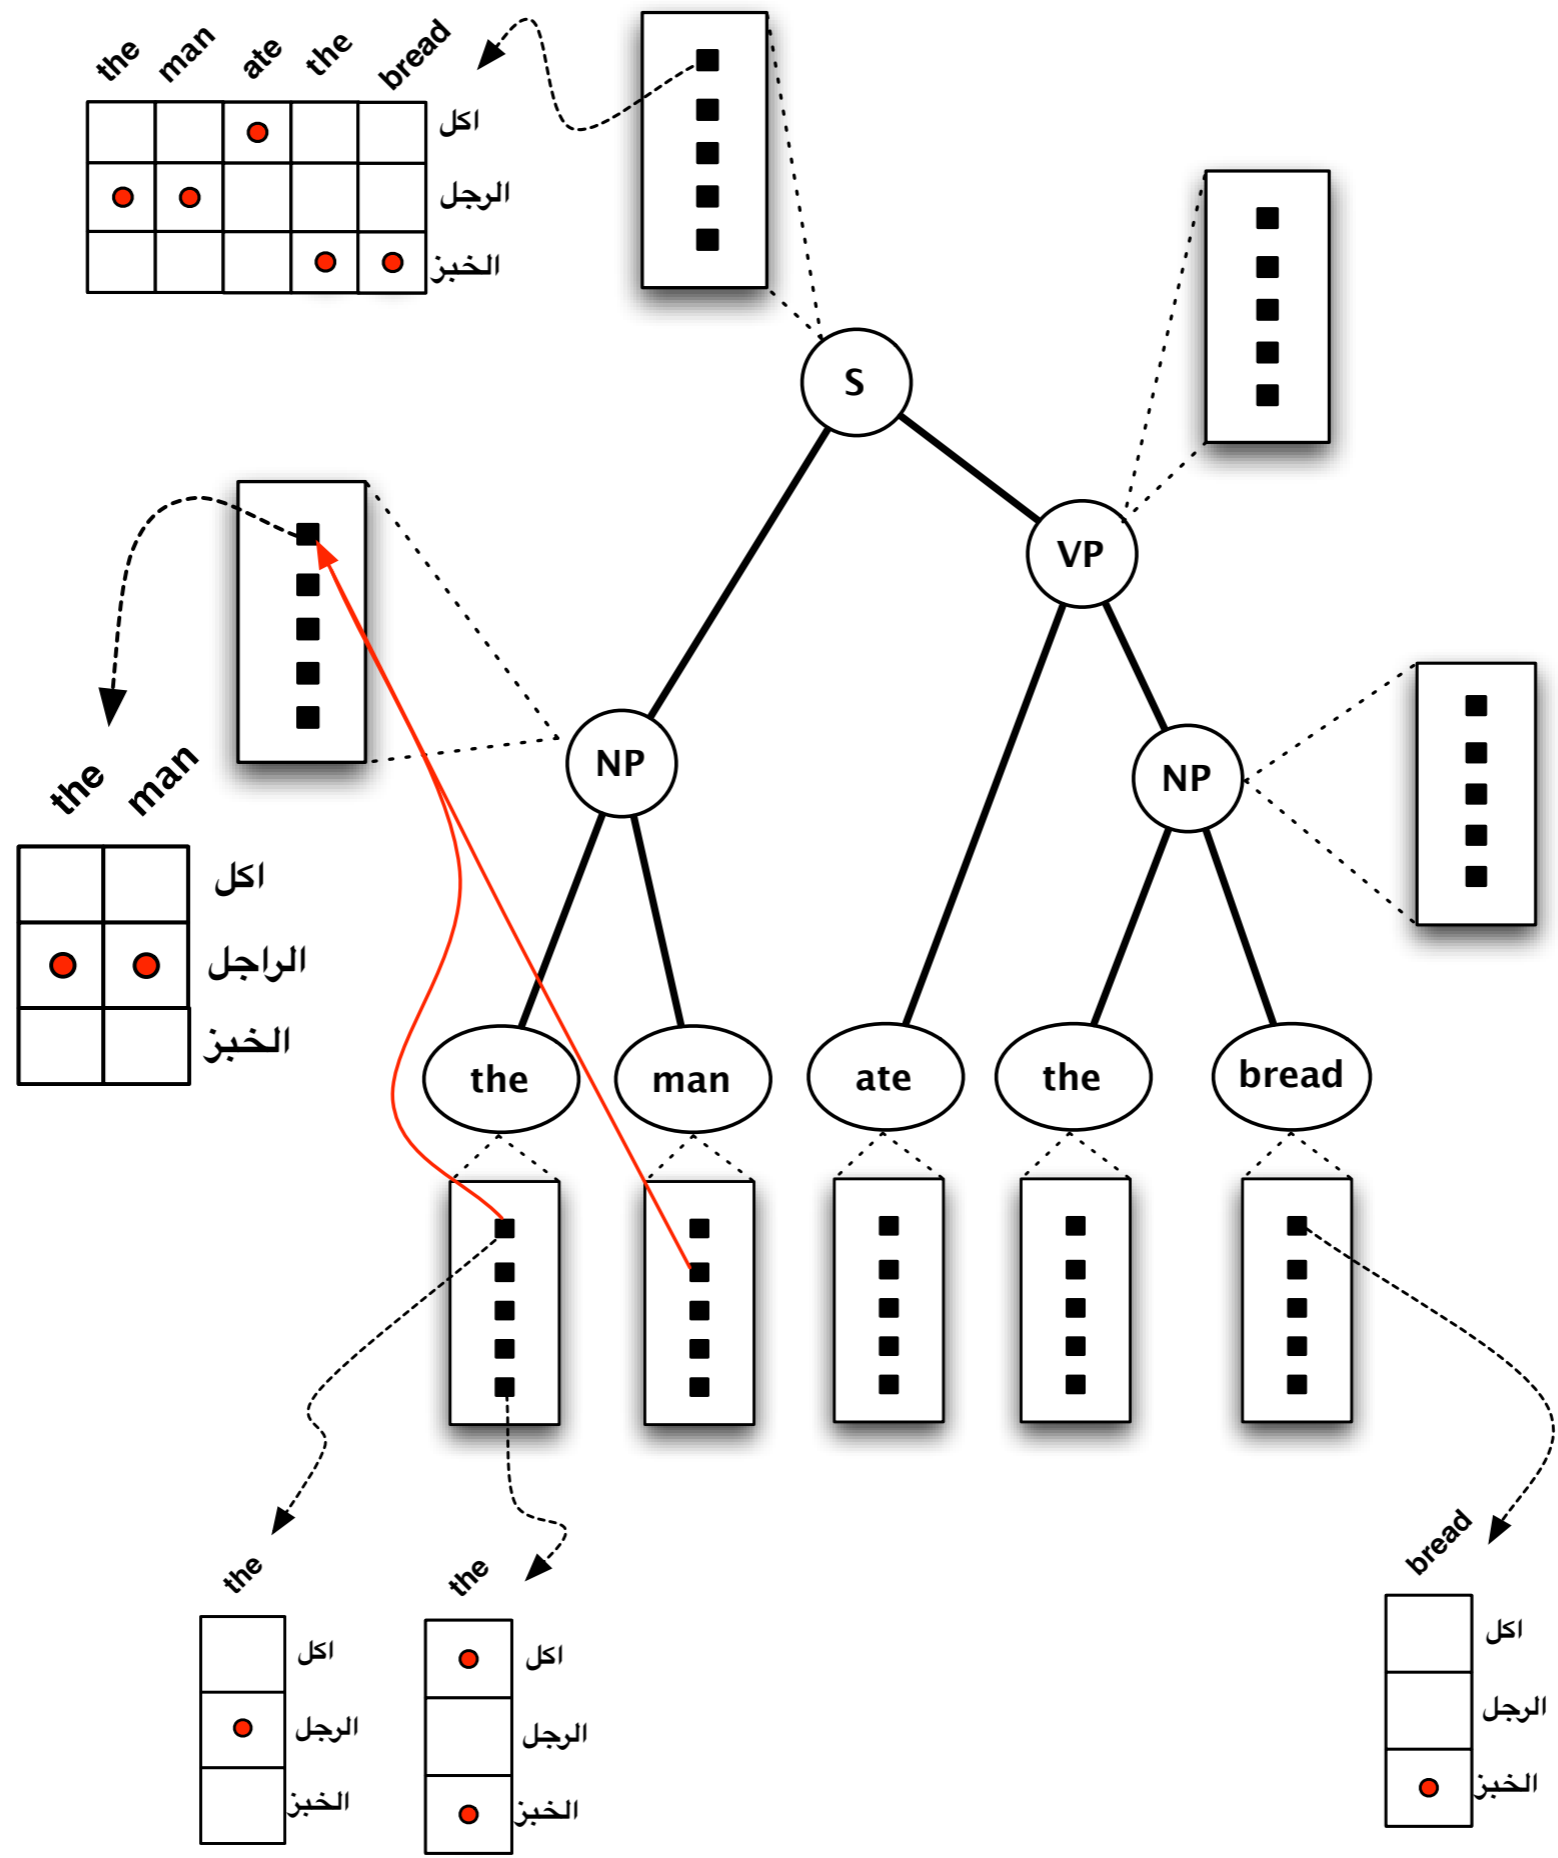 the man ate the bread
اكل
الرجل
الخبز
S
VP
NP
NP
the man
اكل
الراجل
الخبز
the man ate the bread
the
اكل
الرجل
الخبز
the
اكل
الرجل
الخبز
bread
اكل
الرجل
الخبز